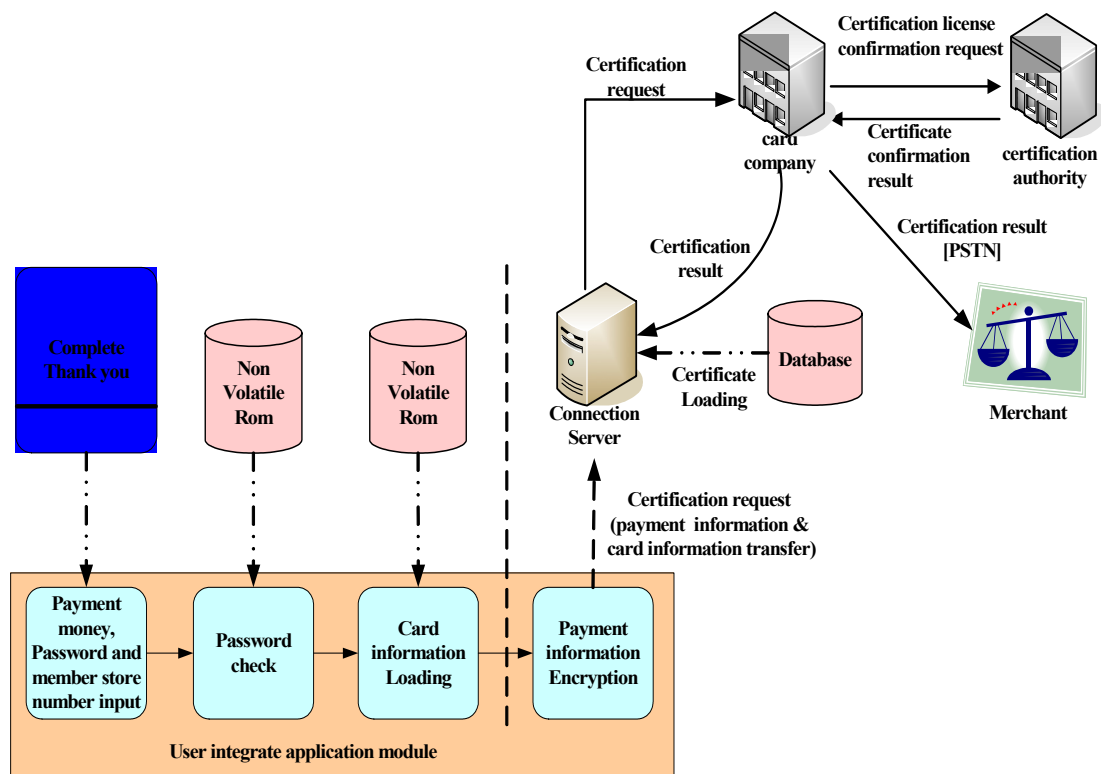 Certification license
confirmation request
Certification
request
Certificate
confirmation
result
card
company
certification
authority
Certification result
[PSTN]
Certification
result
Complete
Thank you
Non
Volatile
Rom
Non
Volatile
Rom
Database
Certificate
Loading
Connection
Server
Merchant
Certification request
(payment information &
card information transfer)
Payment
money,
Password and
member store
number input
Password
check
Card
information
Loading
Payment
information
Encryption
User integrate application module